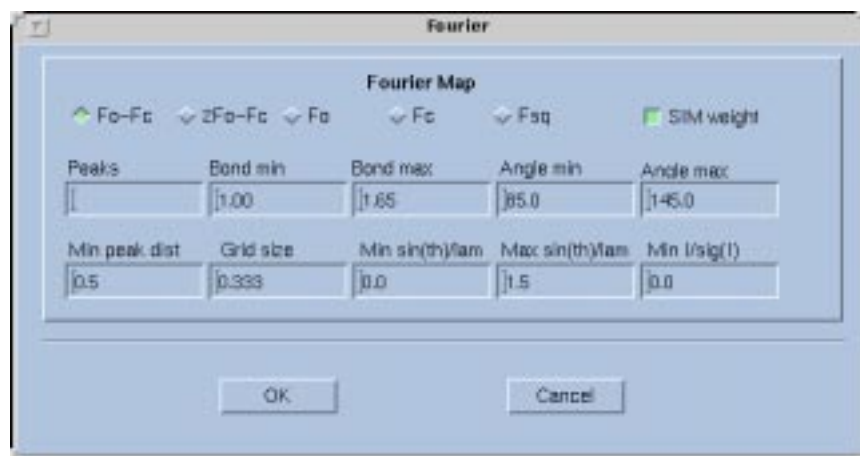 Fourier
Fourier Map
Fo-Fc 2Fo-Fc Fo Fc Fsq SIM weight
Peaks Bond min Bond max Angle min Angle max
1.00 1.65 85.0 145.0
Min peak dist Grid size Min sin(th)/lam Max sin(th)/lam Min I/sig(I)
0.5 0.333 0.0 1.5 0.0
OK Cancel